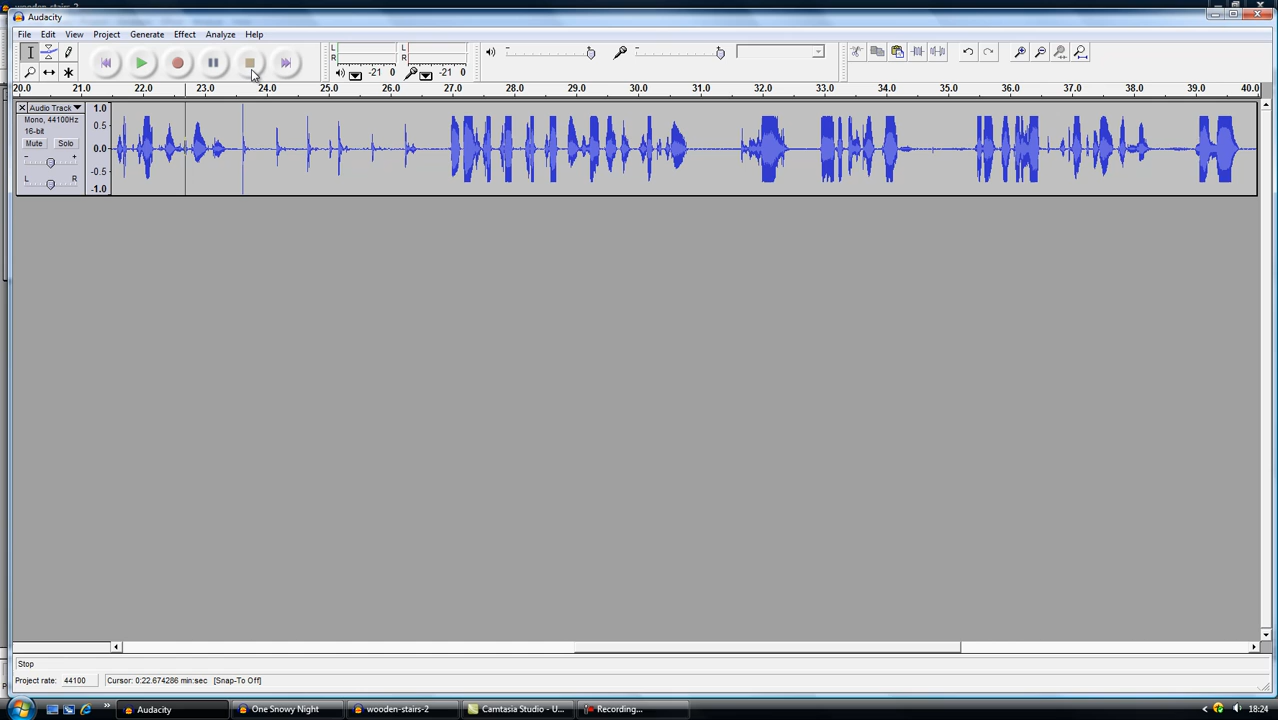 wooden-stairs-2
Audacity
File Edit View Project Generate Effect Analyze Help
L R -21 0 L R -21 0
20.0 22.0 23.0 24.0 25.0 26.0 27.0 28.0 29.0 30.0 31.0 32.0 33.0 34.0 35.0 36.0 37.0 38.0 39.0 40.0
Audio Track 1.0
Mono, 44100Hz
16-bit 0.5
Mute Solo 0.0
- +
L R -0.5
-1.0
Stop
Project rate: 44100 Cursor: 0:22.674286 min:sec [Snap-To Off]
Audacity One Snowy Night wooden-stairs-2 Camtasia Studio - U... Recording... 18:24